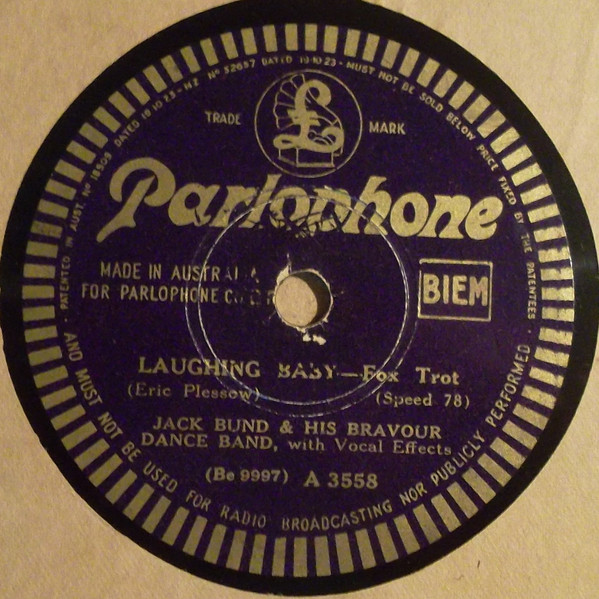 PATENTED IN AUST. Nº 18509 DATED 19·10·23 - N.Z. Nº 52657 DATED 19·10·23 - MUST NOT BE SOLD BELOW PRICE FIXED BY THE PATENTEES ·
AND MUST NOT BE USED FOR RADIO BROADCASTING NOR PUBLICLY PERFORMED ·
£
TRADE MARK
Parlophone
MADE IN AUSTRALIA
FOR PARLOPHONE
BIEM
LAUGHING BABY—Fox Trot
(Eric Plessow) (Speed 78)
JACK BUND & HIS BRAVOUR
DANCE BAND, with Vocal Effects
(Be 9997) A 3558